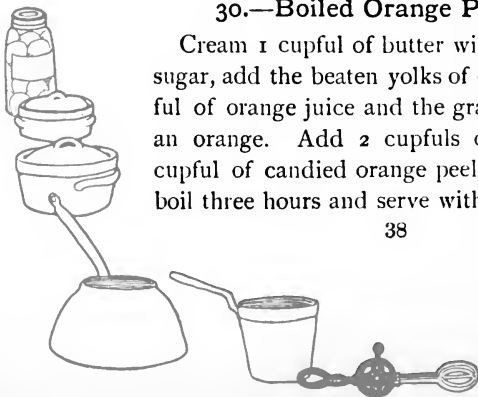 30.—Boiled Orange P
Cream 1 cupful of butter wi
sugar, add the beaten yolks of
ful of orange juice and the gra
an orange. Add 2 cupfuls
cupful of candied orange peel
boil three hours and serve with
38